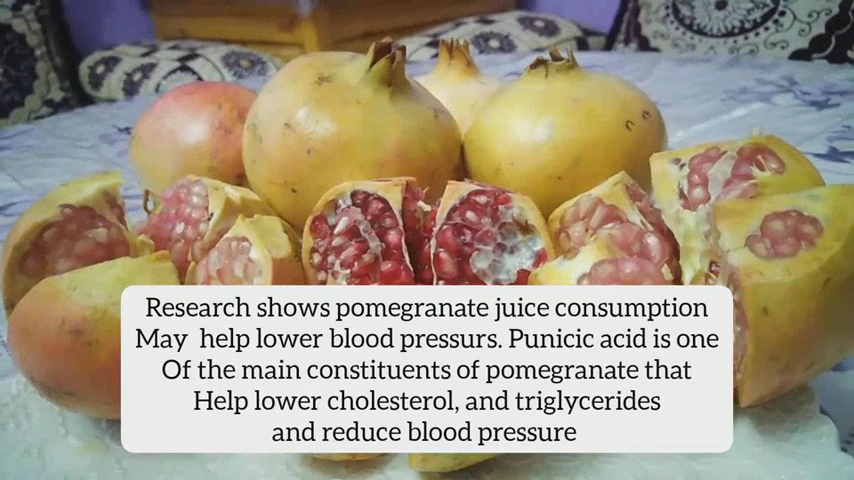 Research shows pomegranate juice consumption
May help lower blood pressurs. Punicic acid is one
Of the main constituents of pomegranate that
Help lower cholesterol, and triglycerides
and reduce blood pressure